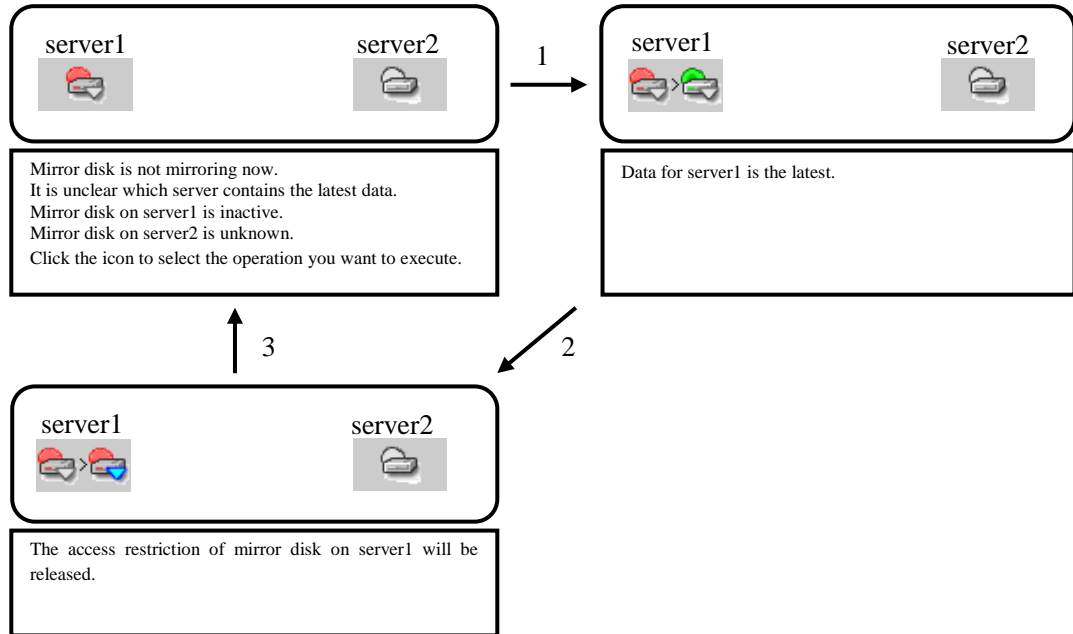 server1
server2
1
server1
server2
>
Mirror disk is not mirroring now.
It is unclear which server contains the latest data.
Mirror disk on server1 is inactive.
Mirror disk on server2 is unknown.
Click the icon to select the operation you want to execute.
Data for server1 is the latest.
3
2
server1
server2
>
The access restriction of mirror disk on server1 will be
released.